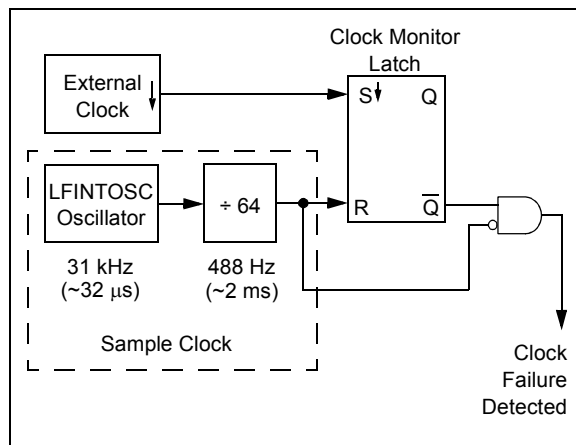 Clock Monitor
Latch
External
Clock
S
Q
LFINTOSC
Oscillator
÷ 64
R
Q̅
31 kHz
(~32 μs)
488 Hz
(~2 ms)
Sample Clock
Clock
Failure
Detected